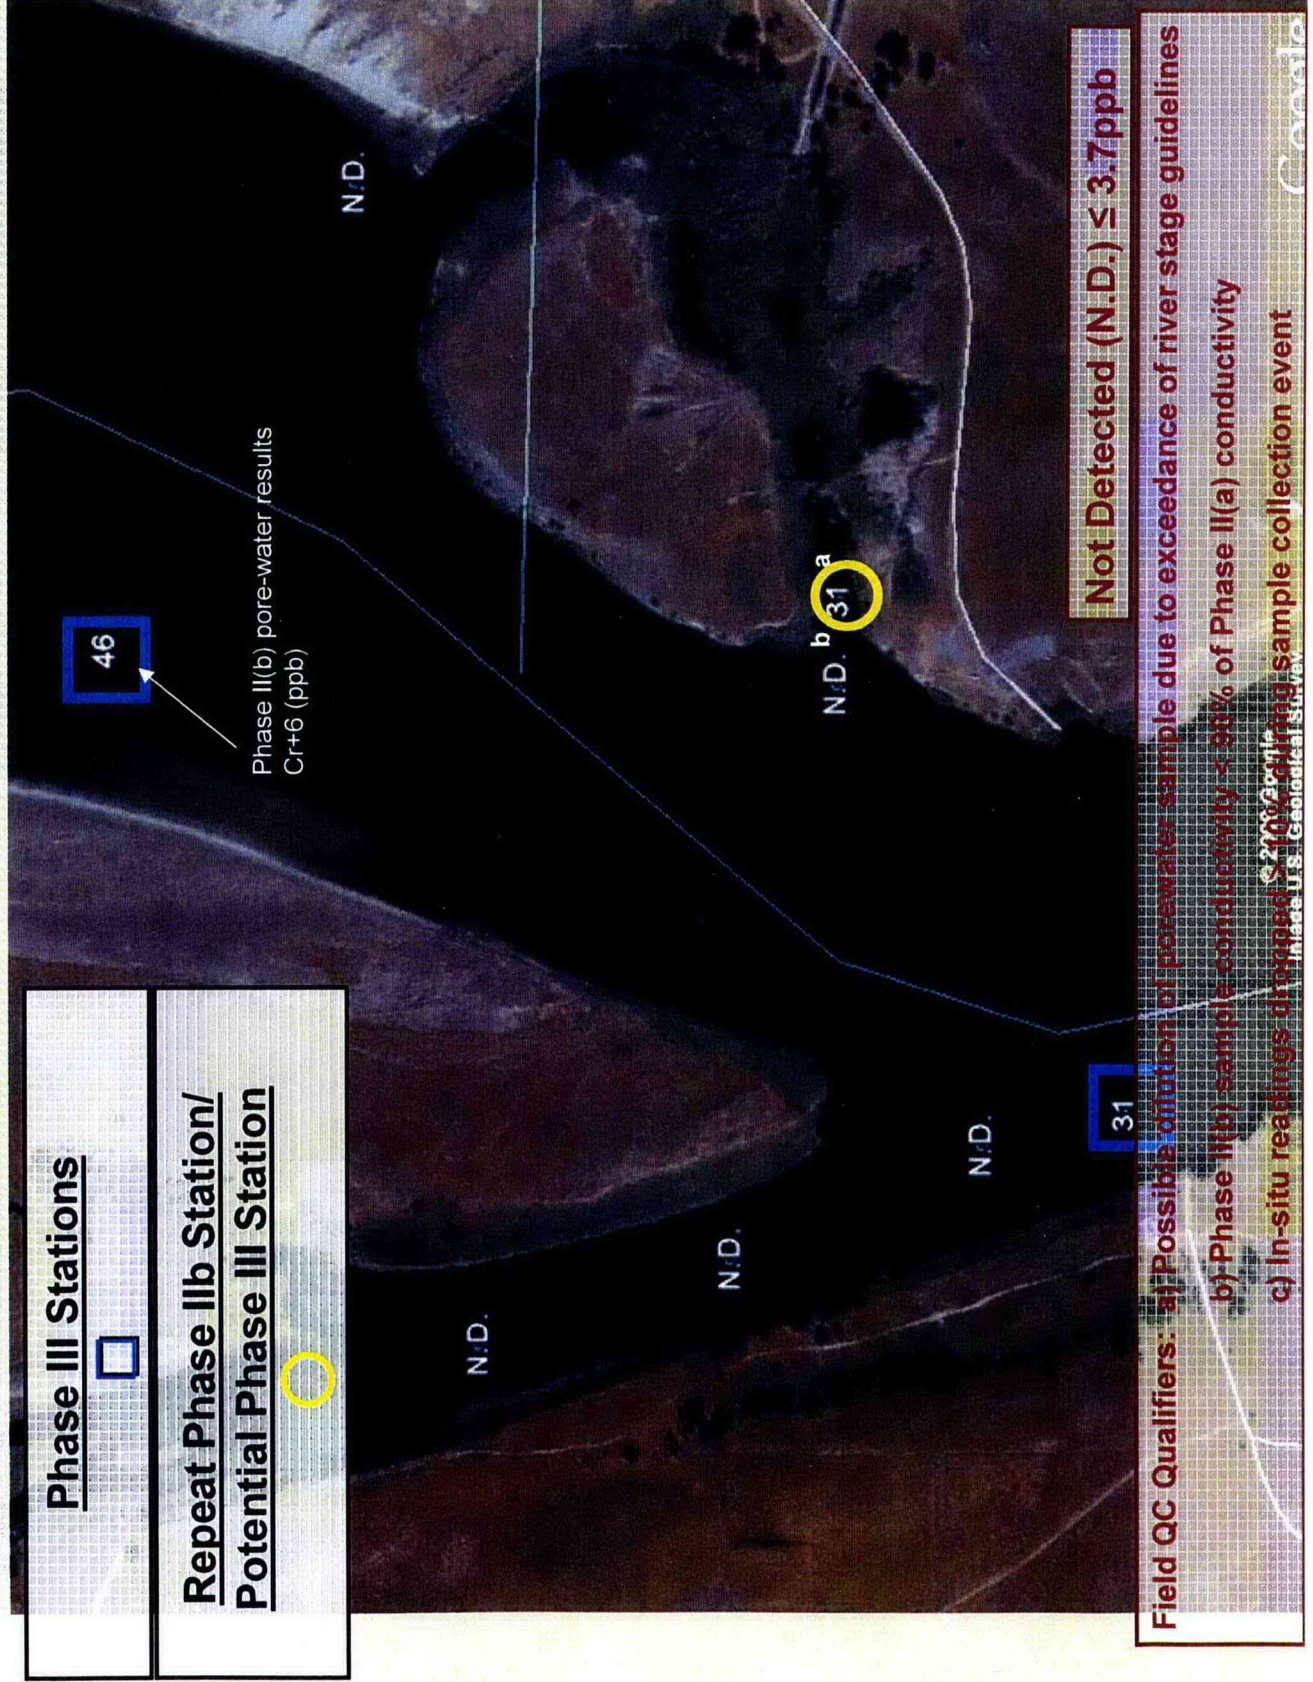 Phase III Stations
Repeat Phase IIb Station/
Potential Phase III Station
46
Phase II(b) pore-water results
Cr+6 (ppb)
N.D.
N.D.
N.D.
N.D.
31
N.D. b
31 a
Not Detected (N.D.) ≤ 3.7ppb
Field QC Qualifiers: a) Possible dilution of porewater sample due to exceedance of river stage guidelines
b) Phase II(b) sample conductivity < 90% of Phase II(a) conductivity
c) In-situ readings dropped > 10% during sample collection event
Image U.S. Geological Survey
Google